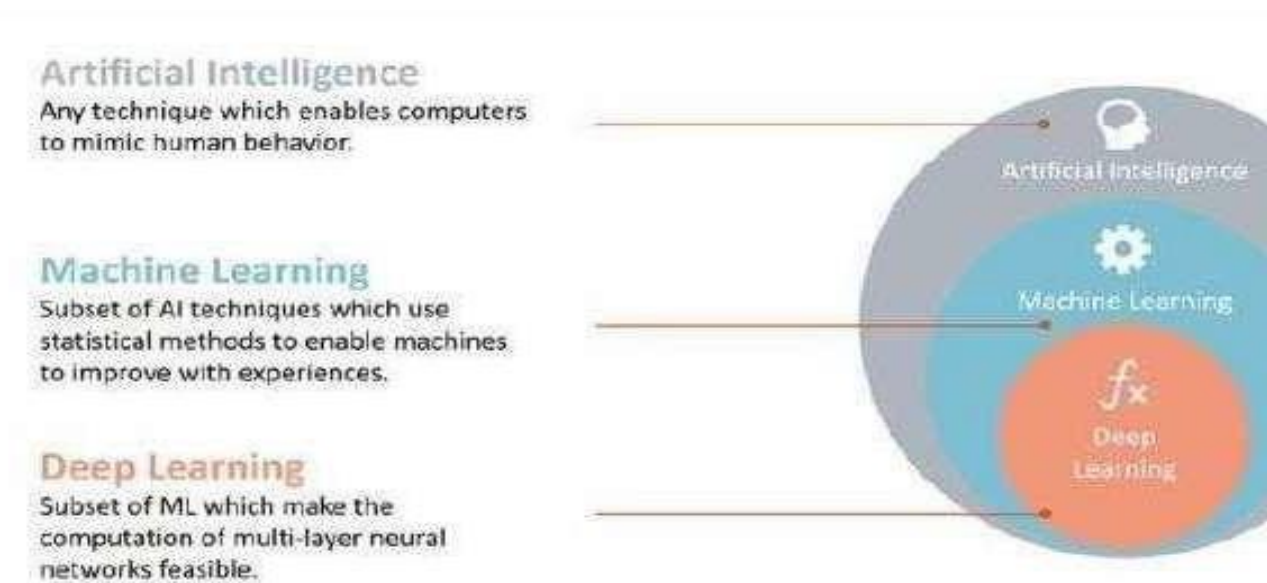 Artificial Intelligence
Any technique which enables computers
to mimic human behavior.
Machine Learning
Subset of AI techniques which use
statistical methods to enable machines
to improve with experiences.
Deep Learning
Subset of ML which make the
computation of multi-layer neural
networks feasible.
Artificial Intelligence
Machine Learning
fx
Deep
Learning